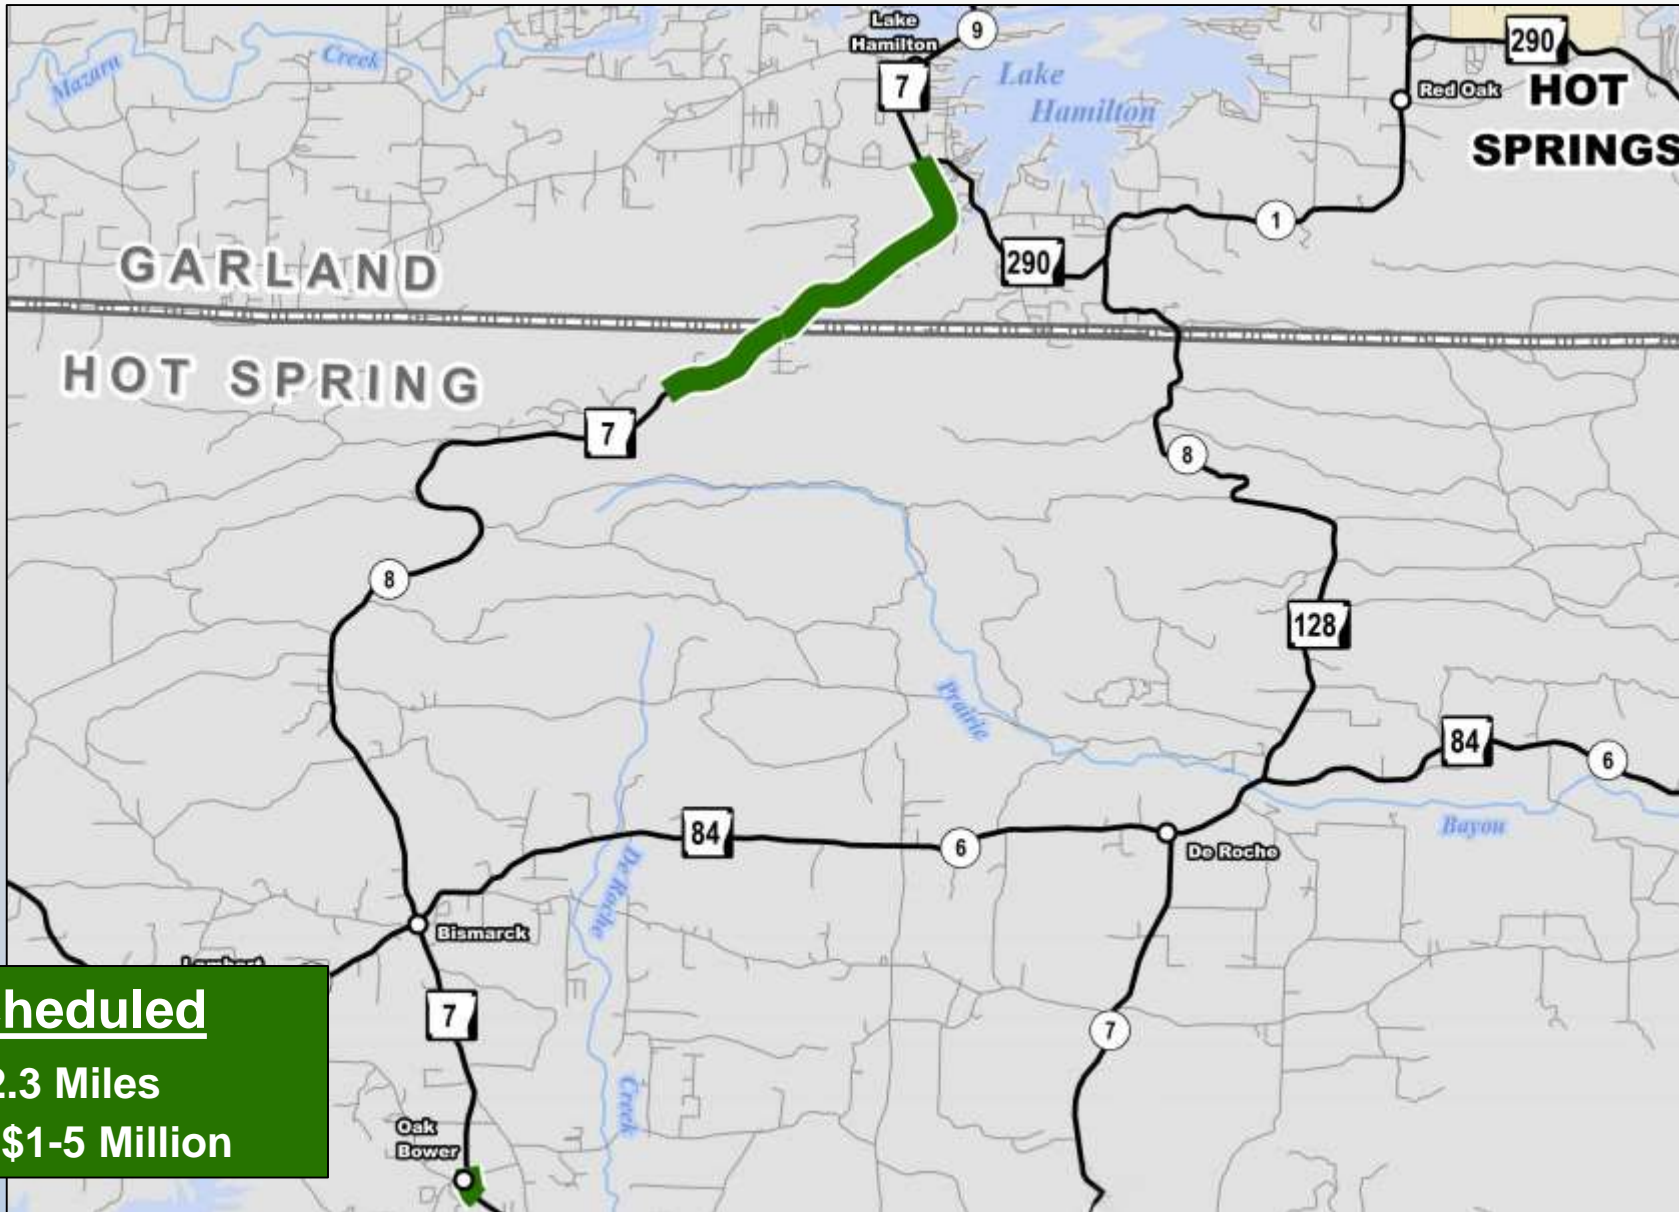 Lake
Hamilton
9
7
Lake
Hamilton
290
Red Oak
HOT
SPRINGS
Mazarn
Creek
1
290
GARLAND
HOT SPRING
7
8
8
128
Prairie
84
6
84
6
De Roche
Bayou
De Roche
Creek
Bismarck
7
7
Oak
Bower
heduled
2.3 Miles
$1-5 Million